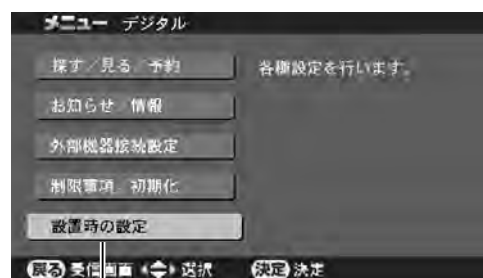 メニュー デジタル
探す／見る／予約
各種設定を行います。
お知らせ／情報
外部機器接続設定
制限事項／初期化
設置時の設定
戻る 受信画面 選択 決定 決定